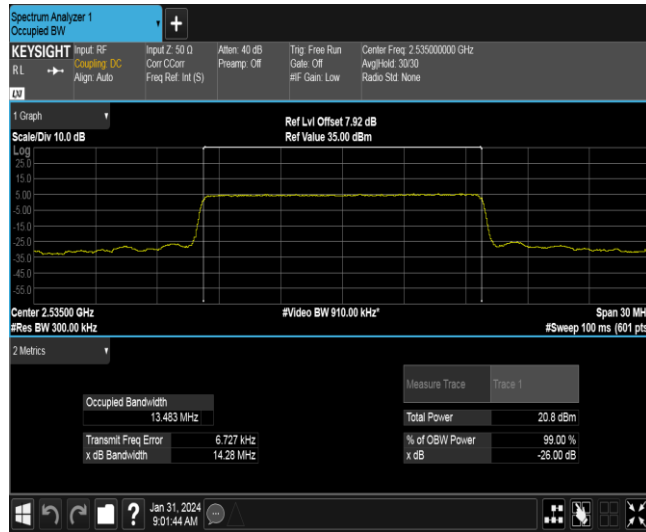 Spectrum Analyzer 1
Occupied BW
+
KEYSIGHT Input: RF Input Z: 50 Ω Atten: 40 dB Trig: Free Run Center Freq: 2.535000000 GHz
RL Coupling: DC Corr CCorr Preamp: Off Gate: Off Avg|Hold: 30/30
Align: Auto Freq Ref: Int (S) #IF Gain: Low Radio Std: None
LXI
1 Graph
Ref Lvl Offset 7.92 dB
Scale/Div 10.0 dB Ref Value 35.00 dBm
Log
25.0
15.0
5.00
-5.00
-15.0
-25.0
-35.0
-45.0
-55.0
Center 2.53500 GHz #Video BW 910.00 kHz* Span 30 MH
#Res BW 300.00 kHz #Sweep 100 ms (601 pts
2 Metrics
Measure Trace Trace 1
Occupied Bandwidth
13.483 MHz Total Power 20.8 dBm
Transmit Freq Error 6.727 kHz % of OBW Power 99.00 %
x dB Bandwidth 14.28 MHz x dB -26.00 dB
? Jan 31, 2024
9:01:44 AM